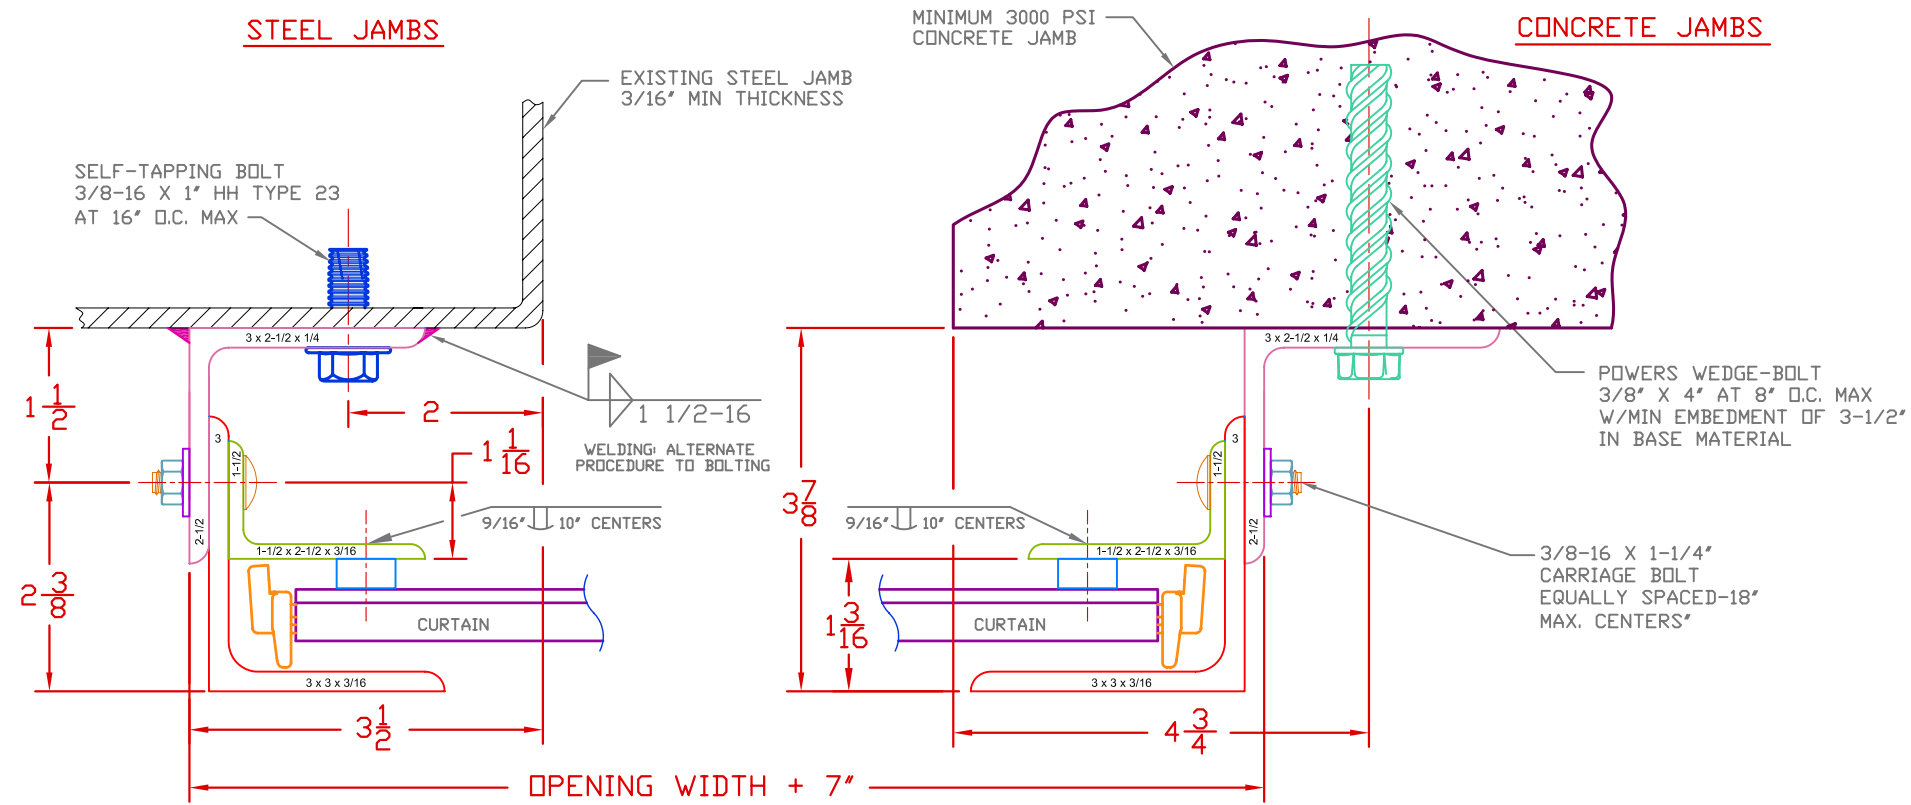 STEEL JAMBS
EXISTING STEEL JAMB
3/16" MIN THICKNESS
SELF-TAPPING BOLT
3/8-16 X 1" HH TYPE 23
AT 16" O.C. MAX
3 x 2-1/2 x 1/4
1 1/2
2
1 1/2-16
WELDING: ALTERNATE
PROCEDURE TO BOLTING
1 1/16
3
1-1/2
2-1/2
9/16" 10" CENTERS
1-1/2 x 2-1/2 x 3/16
2 3/8
CURTAIN
3 x 3 x 3/16
3 1/2
OPENING WIDTH + 7"
CONCRETE JAMBS
MINIMUM 3000 PSI
CONCRETE JAMB
3 x 2-1/2 x 1/4
POWERS WEDGE-BOLT
3/8" X 4" AT 8" O.C. MAX
W/MIN EMBEDMENT OF 3-1/2"
IN BASE MATERIAL
3
1-1/2
2-1/2
3 7/8
9/16" 10" CENTERS
1-1/2 x 2-1/2 x 3/16
3/8-16 X 1-1/4"
CARRIAGE BOLT
EQUALLY SPACED-18"
MAX. CENTERS"
1 3/16
CURTAIN
3 x 3 x 3/16
4 3/4